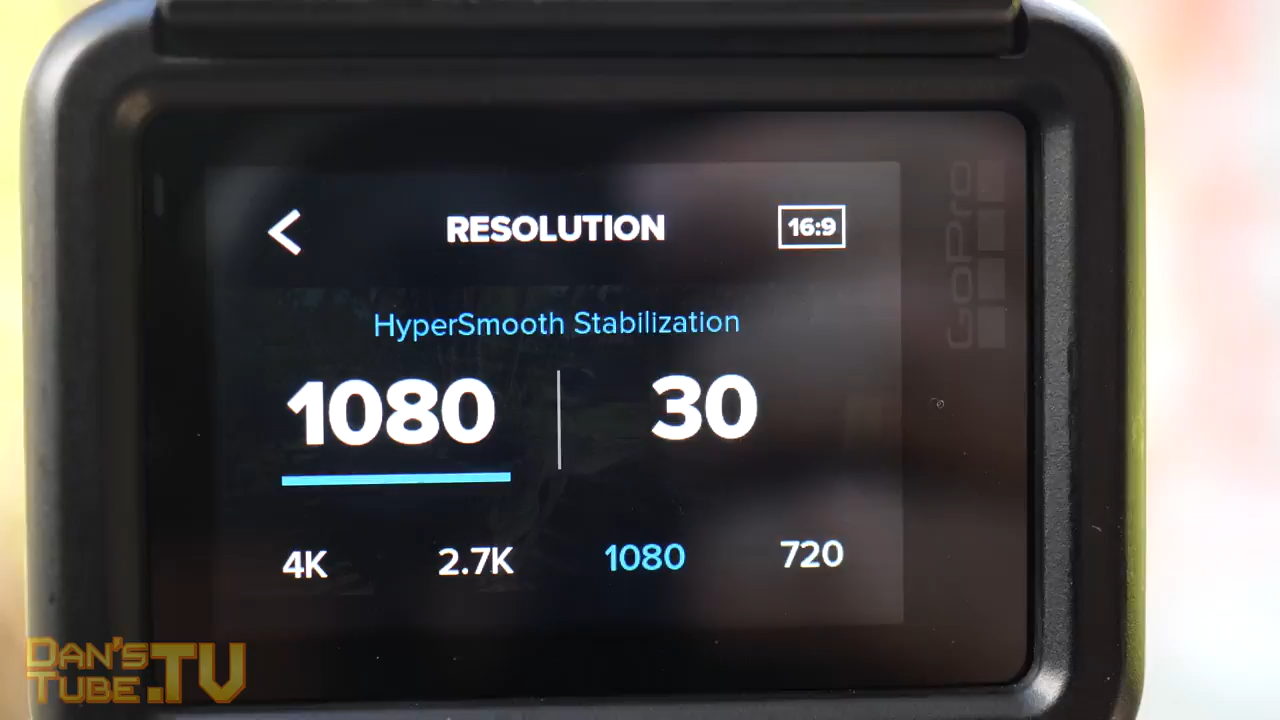 RESOLUTION 16:9
HyperSmooth Stabilization
1080 30
4K 2.7K 1080 720
GoPro
DAN'S
TUBE.TV